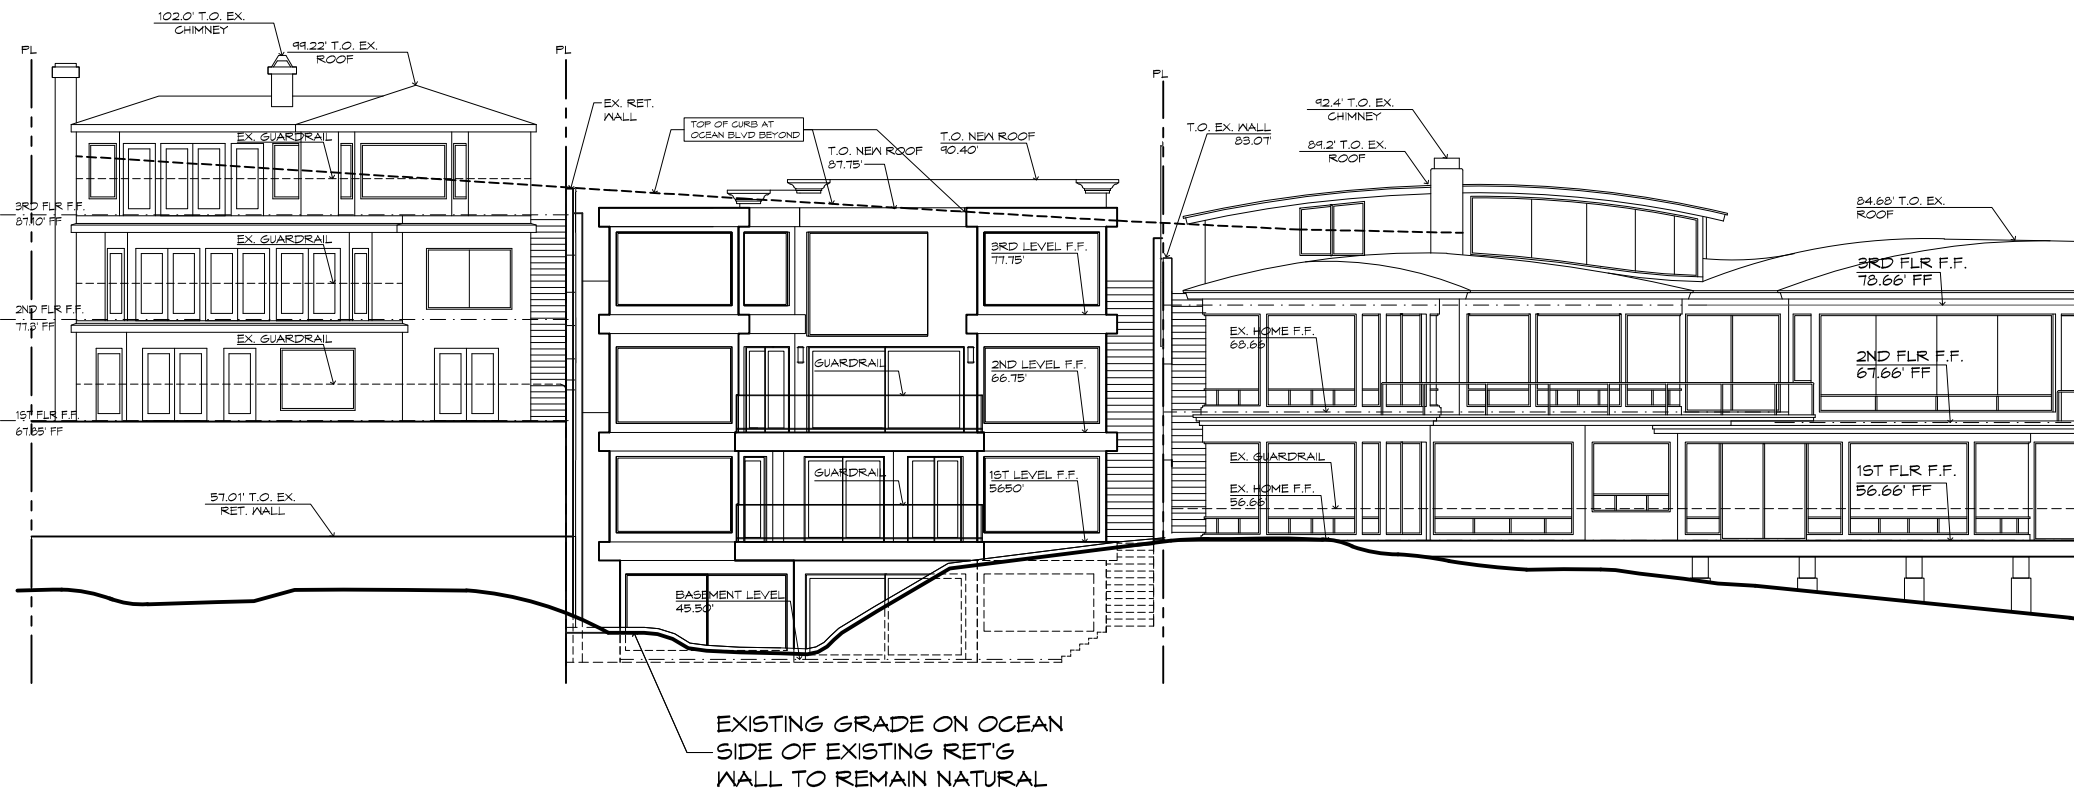 102.0' T.O. EX.
CHIMNEY
99.22' T.O. EX.
ROOF
PL
EX. GUARDRAIL
3RD FLR F.F.
87.10' FF
EX. GUARDRAIL
2ND FLR F.F.
77.3' FF
EX. GUARDRAIL
1ST FLR F.F.
67.85' FF
57.01' T.O. EX.
RET. WALL
PL
EX. RET.
WALL
TOP OF CURB AT
OCEAN BLVD BEYOND
T.O. NEW ROOF
87.75'
T.O. NEW ROOF
90.40'
3RD LEVEL F.F.
77.75'
GUARDRAIL
2ND LEVEL F.F.
66.75'
GUARDRAIL
1ST LEVEL F.F.
5650'
BASEMENT LEVEL
45.50'
EXISTING GRADE ON OCEAN
SIDE OF EXISTING RET'G
WALL TO REMAIN NATURAL
PL
T.O. EX. WALL
83.07'
92.4' T.O. EX.
CHIMNEY
89.2' T.O. EX.
ROOF
84.68' T.O. EX.
ROOF
3RD FLR F.F.
78.66' FF
EX. HOME F.F.
68.66'
2ND FLR F.F.
67.66' FF
EX. GUARDRAIL
EX. HOME F.F.
56.66'
1ST FLR F.F.
56.66' FF